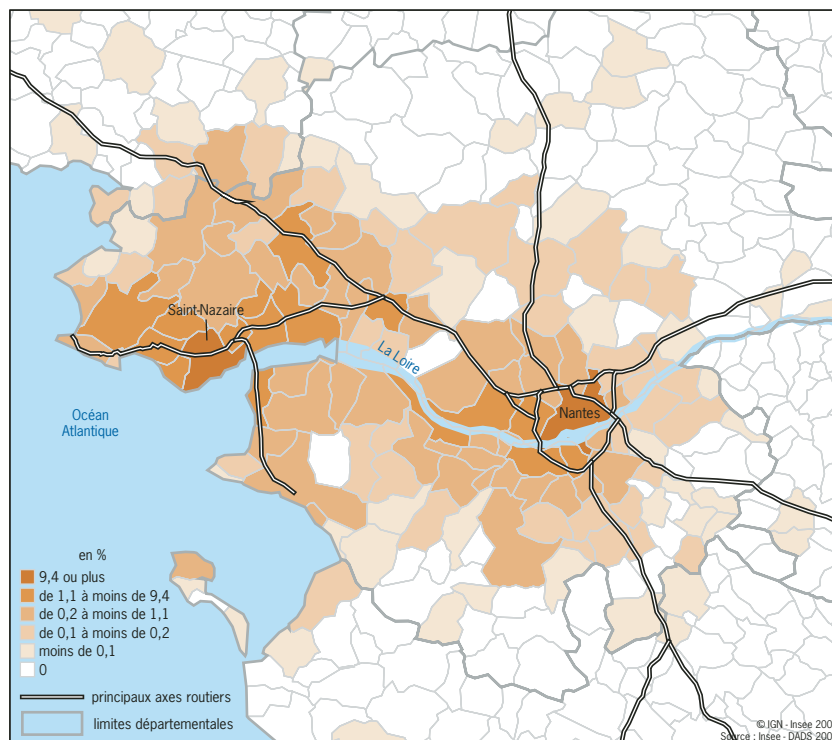 Saint-Nazaire
La Loire
Nantes
Océan
Atlantique
en %
9,4 ou plus
de 1,1 à moins de 9,4
de 0,2 à moins de 1,1
de 0,1 à moins de 0,2
moins de 0,1
0
principaux axes routiers
limites départementales
© IGN - Insee 200
Source : Insee - DADS 200